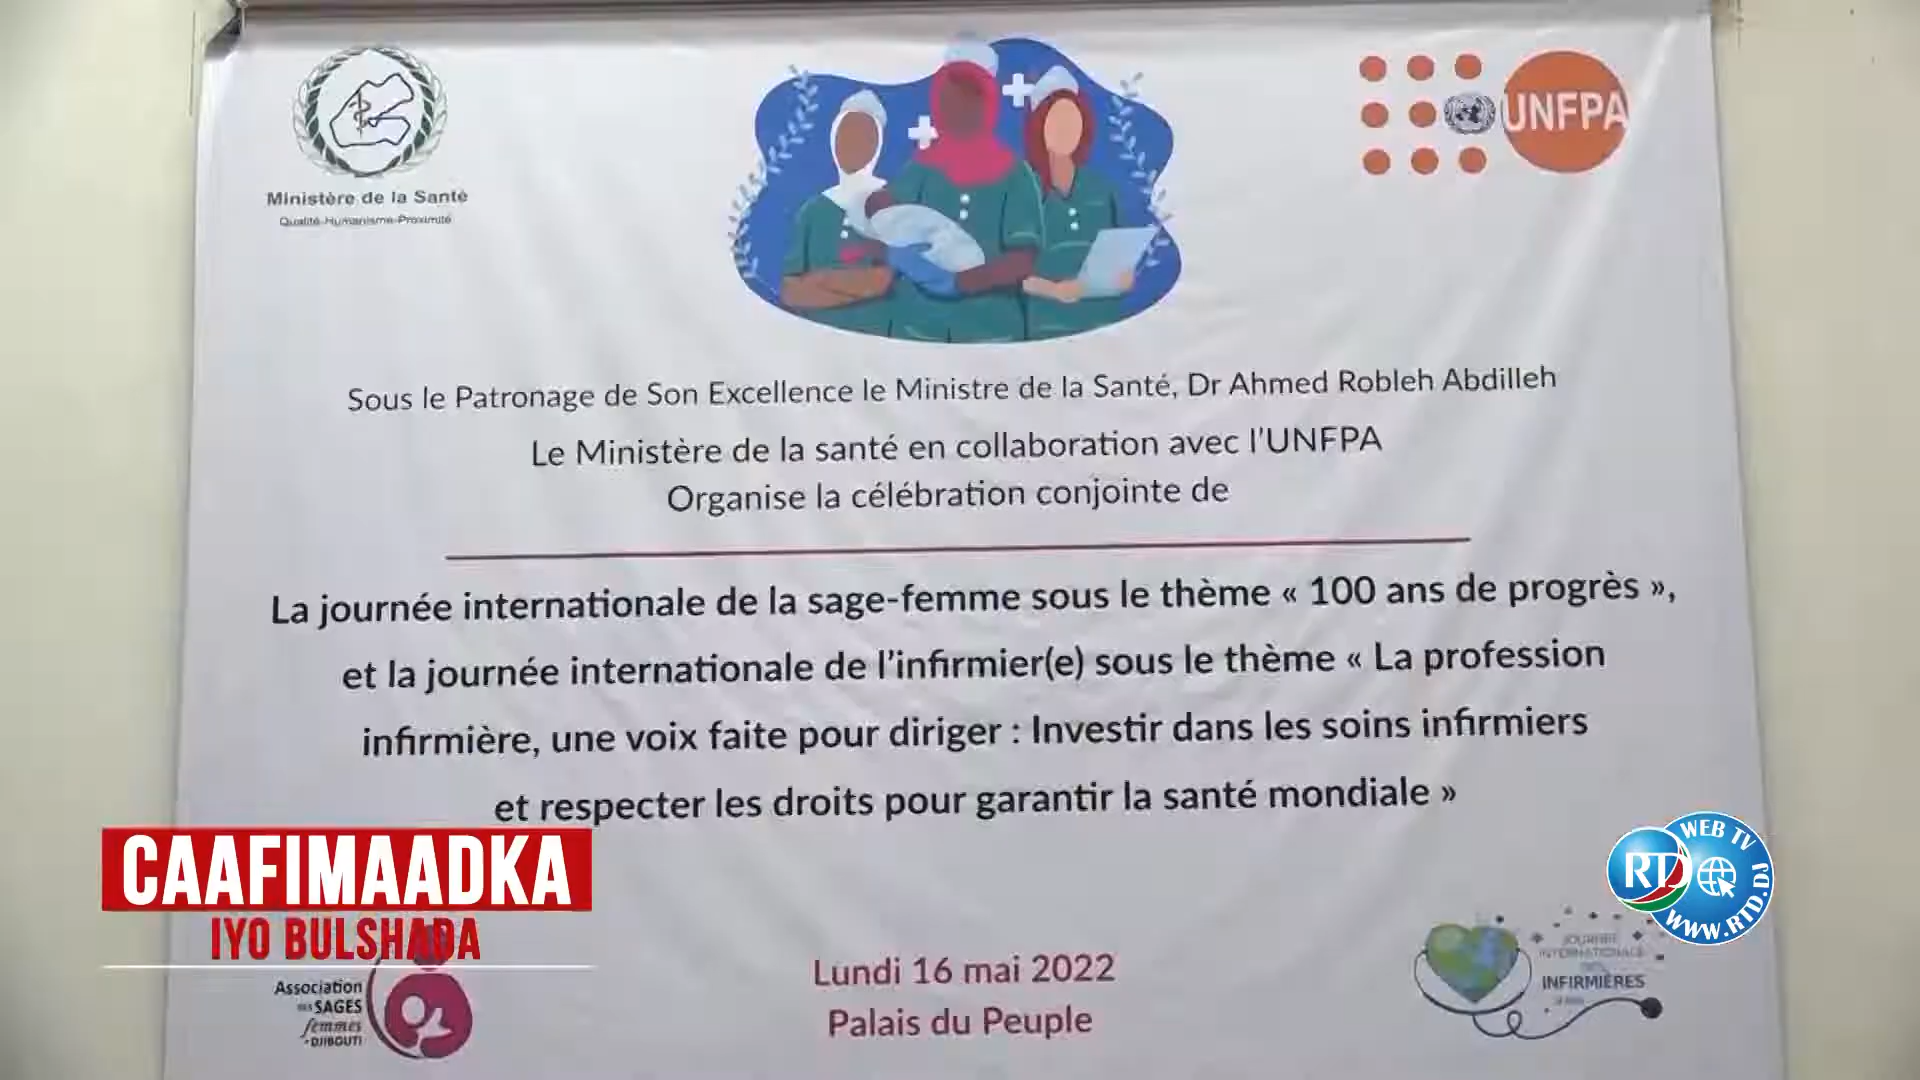 Ministère de la Santé
Qualité-Humanisme-Proximité
UNFPA
Sous le Patronage de Son Excellence le Ministre de la Santé, Dr Ahmed Robleh Abdilleh
Le Ministère de la santé en collaboration avec l'UNFPA
Organise la célébration conjointe de
La journée internationale de la sage-femme sous le thème « 100 ans de progrès »,
et la journée internationale de l'infirmier(e) sous le thème « La profession
infirmière, une voix faite pour diriger : Investir dans les soins infirmiers
et respecter les droits pour garantir la santé mondiale »
CAAFIMAADKA
IYO BULSHADA
WEB TV
RTD
WWW.RTD.DJ
Association
DES SAGES
femmes
DJIBOUTI
Lundi 16 mai 2022
Palais du Peuple
JOURNÉE
INTERNATIONALE
DES
INFIRMIÈRES